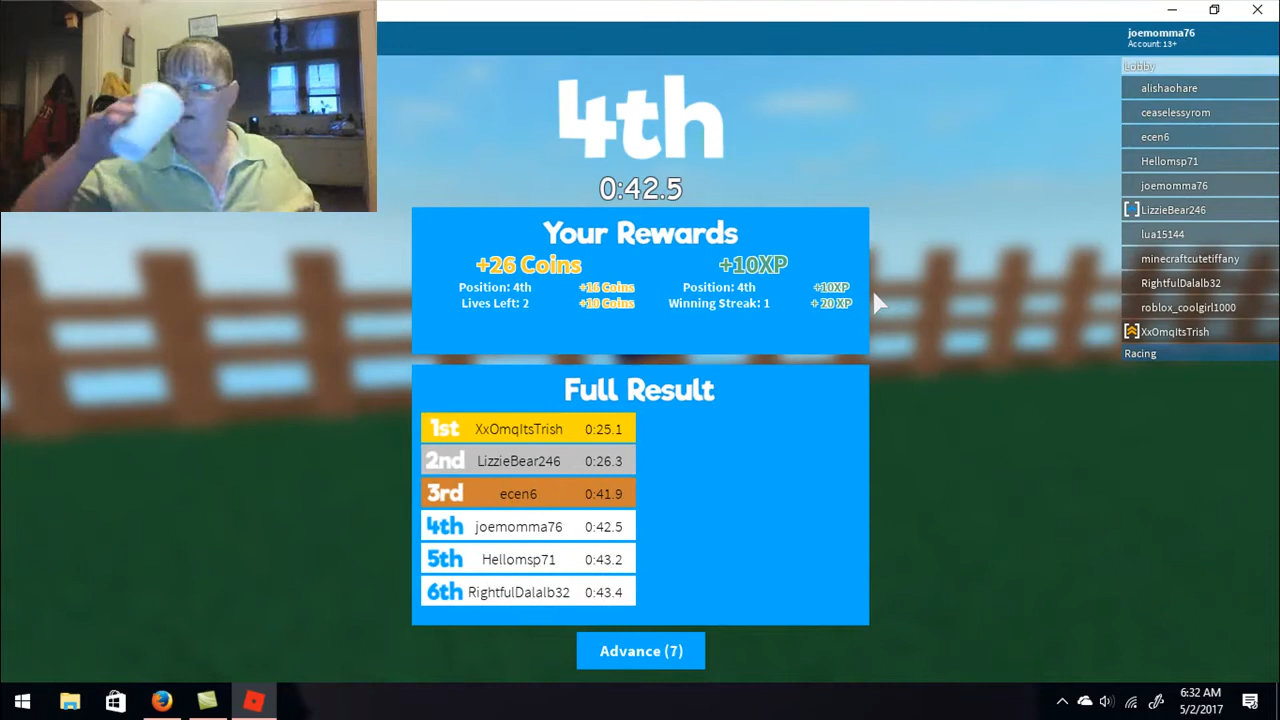 joemomma76
Account: 13+
Lobby
alishaohare
ceaselessyrom
ecen6
Hellomsp71
joemomma76
LizzieBear246
lua15144
minecraftcutetiffany
RightfulDalalb32
roblox_coolgirl1000
XxOmqItsTrish
Racing
4th
0:42.5
Your Rewards
+26 Coins +10XP
Position: 4th +16 Coins Position: 4th +10XP
Lives Left: 2 +10 Coins Winning Streak: 1 + 20 XP
Full Result
1st XxOmqItsTrish 0:25.1
2nd LizzieBear246 0:26.3
3rd ecen6 0:41.9
4th joemomma76 0:42.5
5th Hellomsp71 0:43.2
6th RightfulDalalb32 0:43.4
Advance (7)
6:32 AM
5/2/2017